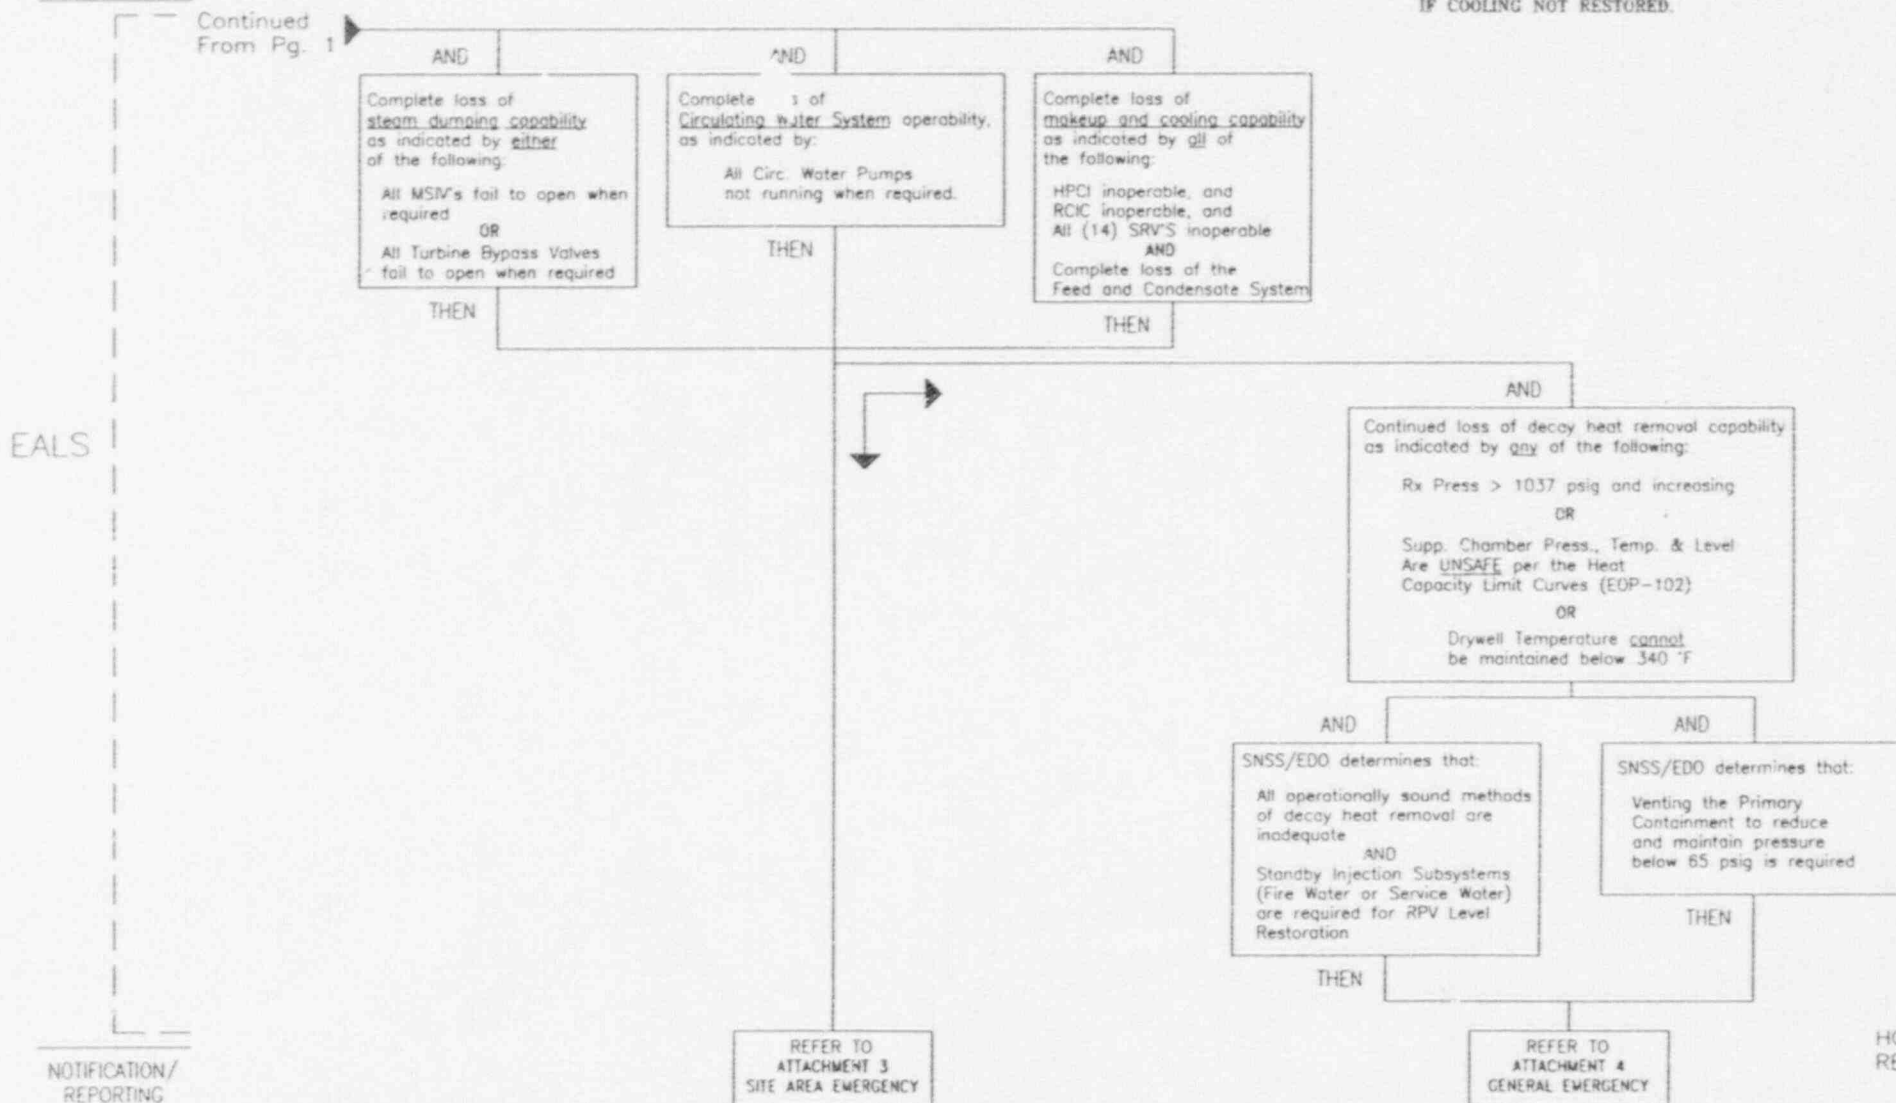 IF COOLING NOT RESTORED.
Continued
From Pg. 1
AND
Complete loss of
steam dumping capability
as indicated by either
of the following:
All MSIV's fail to open when
required
OR
All Turbine Bypass Valves
fail to open when required
THEN
AND
Complete s of
Circulating Water System operability,
as indicated by:
All Circ. Water Pumps
not running when required.
THEN
AND
Complete loss of
makeup and cooling capability
as indicated by all of
the following:
HPCI inoperable, and
RCIC inoperable, and
All (14) SRV'S inoperable
AND
Complete loss of the
Feed and Condensate System
THEN
EALS
AND
Continued loss of decay heat removal capability
as indicated by any of the following:
Rx Press > 1037 psig and increasing
OR
Supp. Chamber Press., Temp. & Level
Are UNSAFE per the Heat
Capacity Limit Curves (EOP-102)
OR
Drywell Temperature cannot
be maintained below 340 °F
AND
SNSS/EDO determines that:
All operationally sound methods
of decay heat removal are
inadequate
AND
Standby Injection Subsystems
(Fire Water or Service Water)
are required for RPV Level
Restoration
THEN
AND
SNSS/EDO determines that:
Venting the Primary
Containment to reduce
and maintain pressure
below 65 psig is required
THEN
NOTIFICATION/
REPORTING
REFER TO
ATTACHMENT 3
SITE AREA EMERGENCY
REFER TO
ATTACHMENT 4
GENERAL EMERGENCY